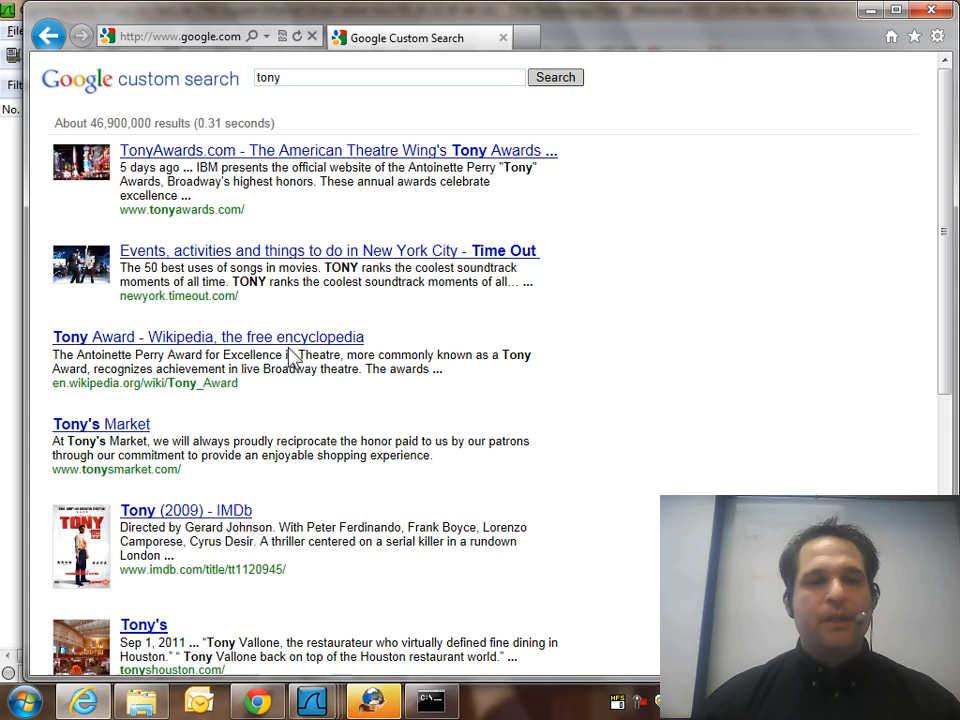 File
http://www.google.com
Google Custom Search
Filt
No.
Google custom search
tony
Search
About 46,900,000 results (0.31 seconds)
TonyAwards.com - The American Theatre Wing's Tony Awards ...
5 days ago ... IBM presents the official website of the Antoinette Perry "Tony"
Awards, Broadway's highest honors. These annual awards celebrate
excellence ...
www.tonyawards.com/
Events, activities and things to do in New York City - Time Out
The 50 best uses of songs in movies. TONY ranks the coolest soundtrack
moments of all time. TONY ranks the coolest soundtrack moments of all... ...
newyork.timeout.com/
Tony Award - Wikipedia, the free encyclopedia
The Antoinette Perry Award for Excellence in Theatre, more commonly known as a Tony
Award, recognizes achievement in live Broadway theatre. The awards ...
en.wikipedia.org/wiki/Tony_Award
Tony's Market
At Tony's Market, we will always proudly reciprocate the honor paid to us by our patrons
through our commitment to provide an enjoyable shopping experience.
www.tonysmarket.com/
TONY
Tony (2009) - IMDb
Directed by Gerard Johnson. With Peter Ferdinando, Frank Boyce, Lorenzo
Camporese, Cyrus Desir. A thriller centered on a serial killer in a rundown
London ...
www.imdb.com/title/tt1120945/
Tony's
Sep 1, 2011 ... “Tony Vallone, the restaurateur who virtually defined fine dining in
Houston.” “ Tony Vallone back on top of the Houston restaurant world.” ...
tonyshouston.com/
C:\
HFS